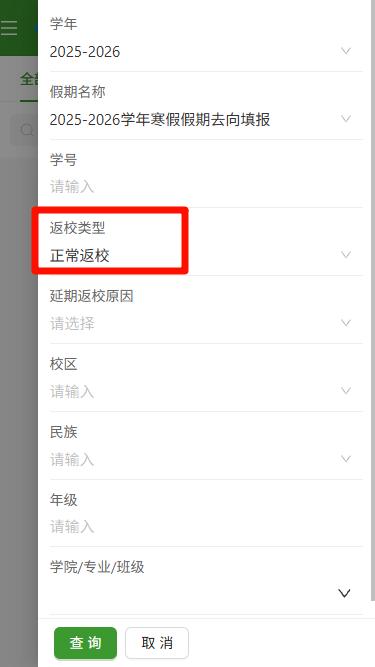 学年
全部
2025-2026
假期名称
2025-2026学年寒假假期去向填报
学号
请输入
返校类型
正常返校
延期返校原因
请选择
校区
请输入
民族
请输入
年级
请输入
学院/专业/班级
查 询
取 消